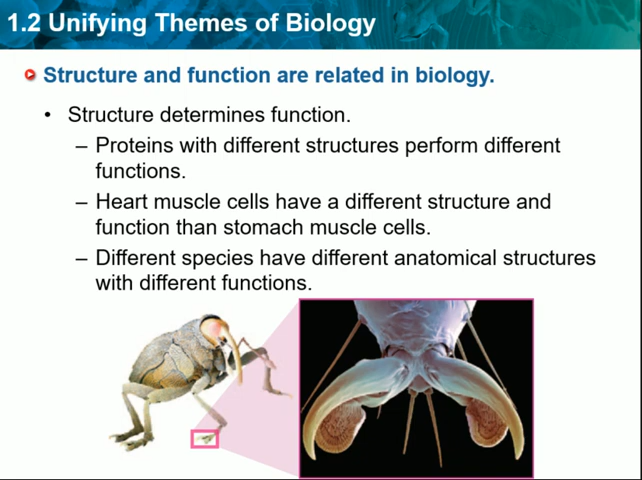 1.2 Unifying Themes of Biology
Structure and function are related in biology.
• Structure determines function.
– Proteins with different structures perform different
functions.
– Heart muscle cells have a different structure and
function than stomach muscle cells.
– Different species have different anatomical structures
with different functions.